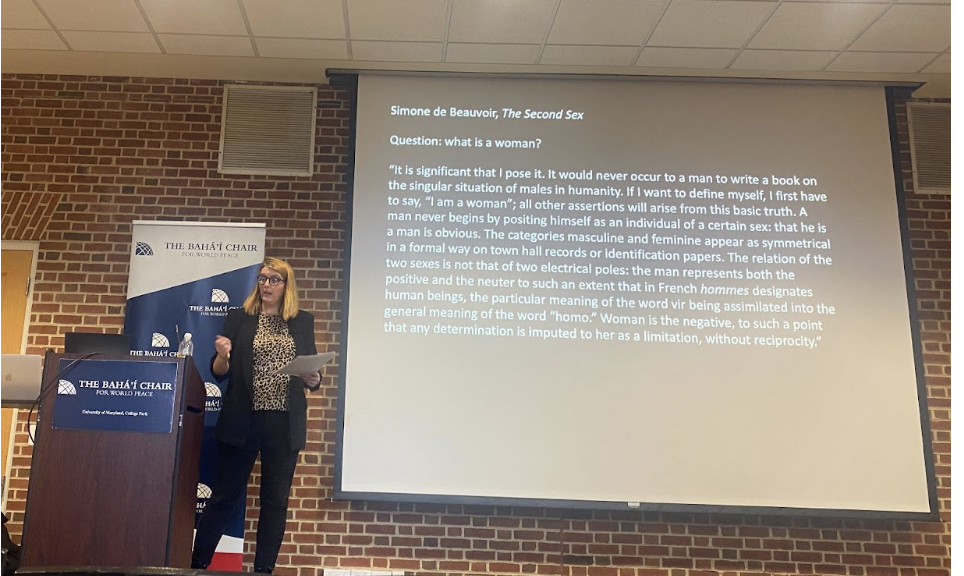 Simone de Beauvoir, The Second Sex
Question: what is a woman?
“It is significant that I pose it. It would never occur to a man to write a book on
the singular situation of males in humanity. If I want to define myself, I first have
to say, “I am a woman”; all other assertions will arise from this basic truth. A
man never begins by positing himself as an individual of a certain sex: that he is
a man is obvious. The categories masculine and feminine appear as symmetrical
in a formal way on town hall records or identification papers. The relation of the
two sexes is not that of two electrical poles: the man represents both the
positive and the neuter to such an extent that in French hommes designates
human beings, the particular meaning of the word vir being assimilated into the
general meaning of the word “homo.” Woman is the negative, to such a point
that any determination is imputed to her as a limitation, without reciprocity.”
THE BAHÁ’Í CHAIR
FOR WORLD PEACE
THE BAHÁ’Í
FOR WORLD
THE BAHÁ’Í CHAIR
THE BAHÁ’Í CHAIR
FOR WORLD PEACE
University of Maryland, College Park